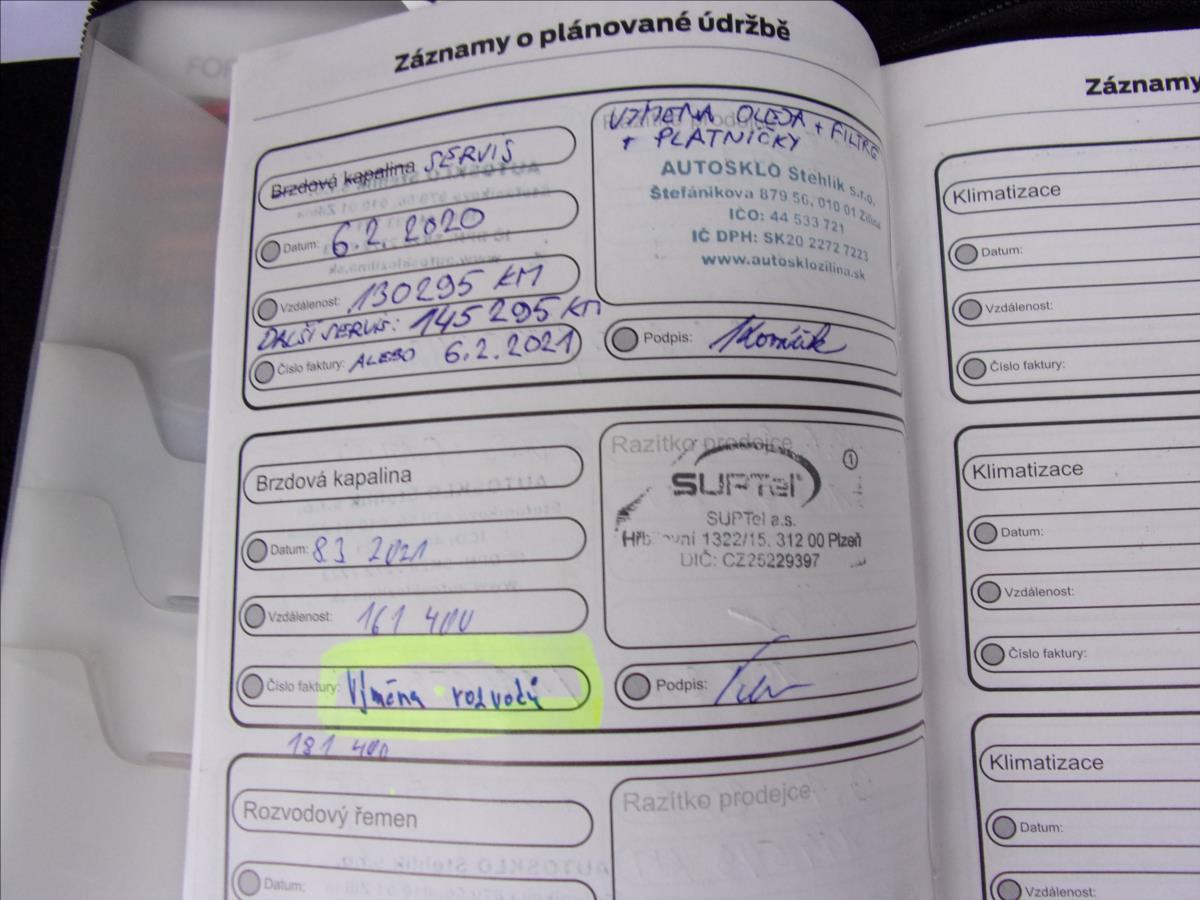 FOR
Záznamy o plánované údržbě
Brzdová kapalina SERVIS
Datum: 6.2.2020
Vzdálenost: 130295 KM
ĎALŠÍ SERVIS: 145295 KM
Číslo faktury: ALEBO 6.2.2021
VÝMENA OLEJA + FILTRE
+ PLATNIČKY
AUTOSKLO Stehlík s.r.o.
Štefánikova 879 56, 010 01 Žilina
IČO: 44 533 721
IČ DPH: SK20 2272 7223
www.autosklozilina.sk
Podpis:
Brzdová kapalina
Datum: 8 3 2021
Vzdálenost: 161 400
Číslo faktury: Výměna rozvodů
181 400
Razítko prodejce
1
SUPTel
SUPTel a.s.
1322/15, 312 00 Plzeň
DIČ: CZ25229397
Podpis:
Rozvodový řemen
Datum:
Razítko prodejce
Záznamy
Klimatizace
Datum:
Vzdálenost:
Číslo faktury:
Klimatizace
Datum:
Vzdálenost:
Číslo faktury:
Klimatizace
Datum:
Vzdálenost: